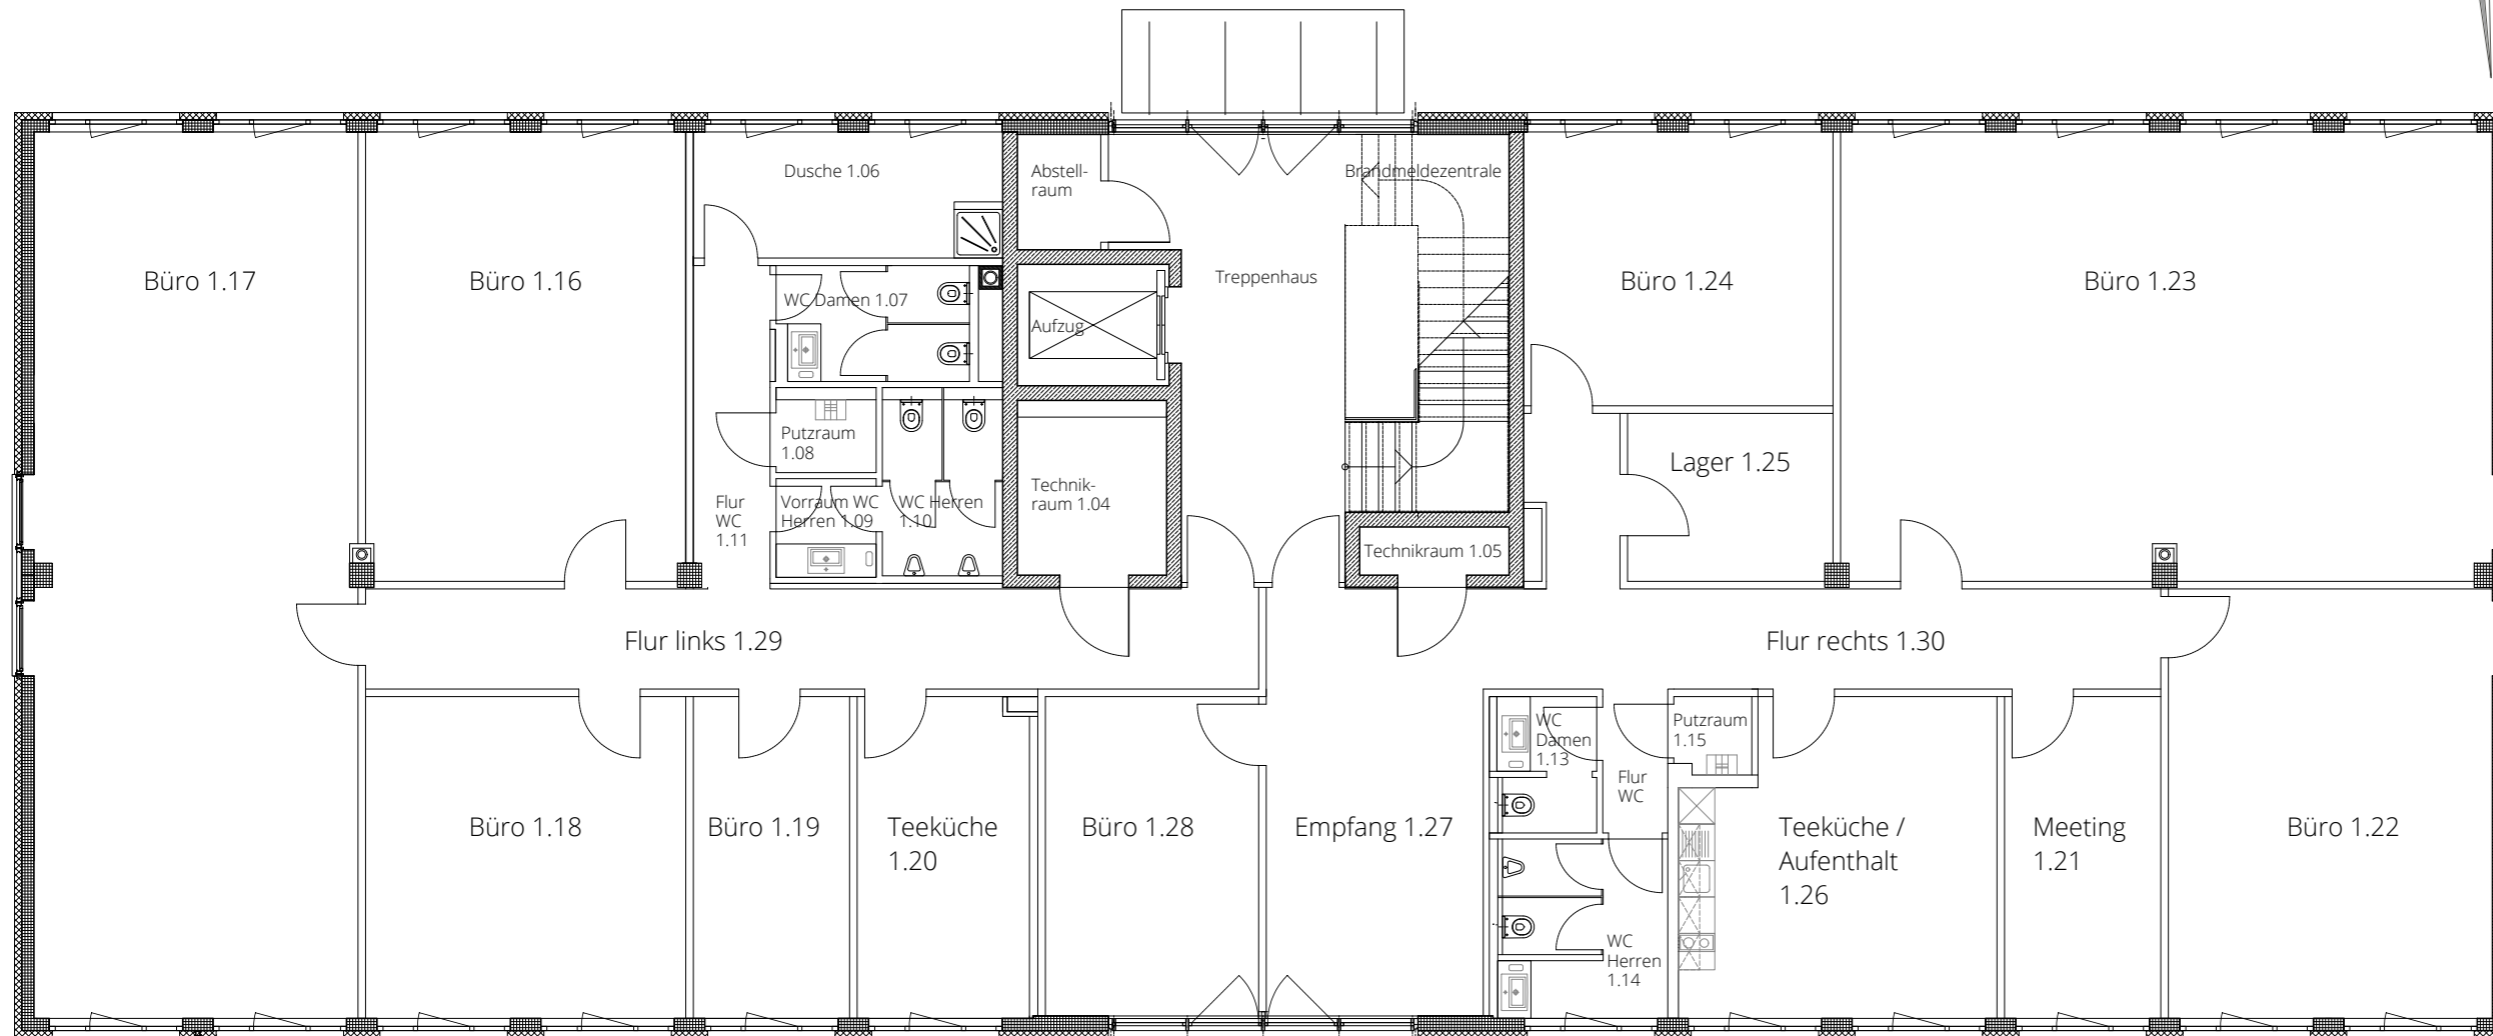 Dusche 1.06
Abstell-
raum
Brandmeldezentrale
Büro 1.17
Büro 1.16
WC Damen 1.07
Aufzug
Treppenhaus
Büro 1.24
Büro 1.23
Putzraum
1.08
Flur
WC
1.11
Vorraum WC
Herren 1.09
WC Herren
1.10
Technik-
raum 1.04
Technikraum 1.05
Lager 1.25
Flur links 1.29
Flur rechts 1.30
Büro 1.18
Büro 1.19
Teeküche
1.20
Büro 1.28
Empfang 1.27
WC
Damen
1.13
Flur
WC
Putzraum
1.15
WC
Herren
1.14
Teeküche /
Aufenthalt
1.26
Meeting
1.21
Büro 1.22